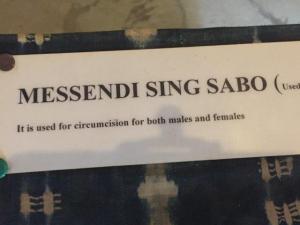 MESSENDI SING SABO (Used
It is used for circumcision for both males and females